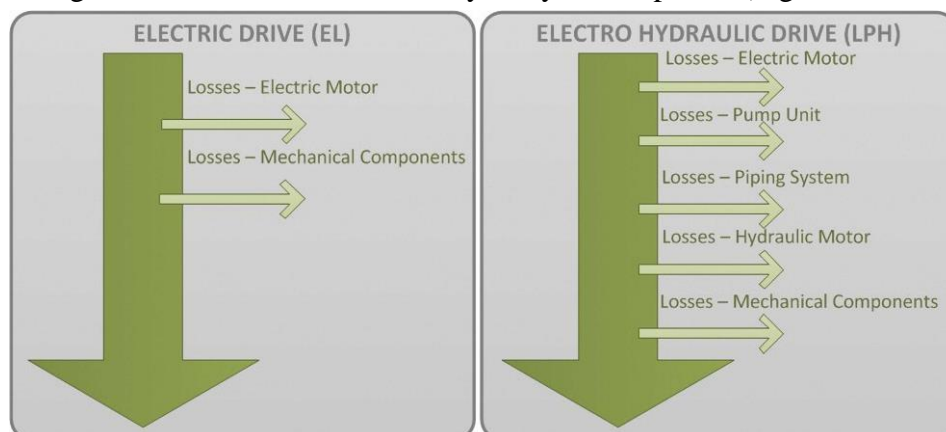 ELECTRIC DRIVE (EL)
Losses – Electric Motor
Losses – Mechanical Components
ELECTRO HYDRAULIC DRIVE (LPH)
Losses – Electric Motor
Losses – Pump Unit
Losses – Piping System
Losses – Hydraulic Motor
Losses – Mechanical Components